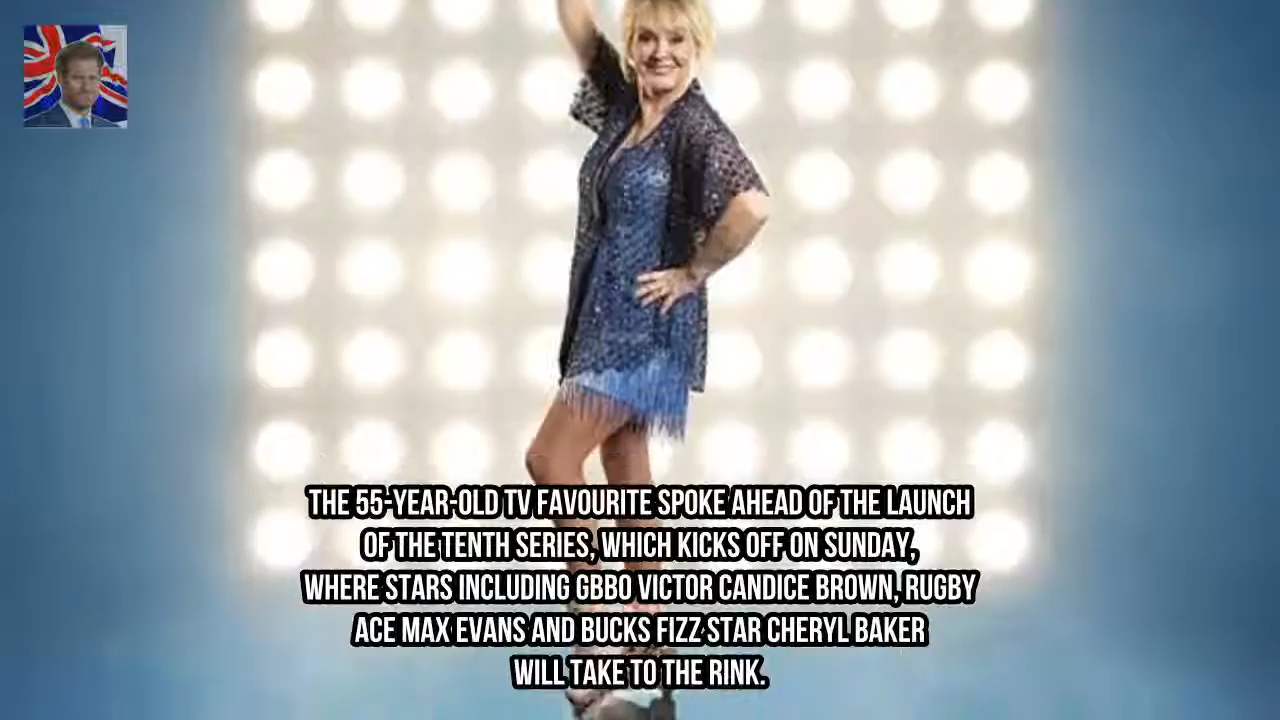 THE 55-YEAR-OLD TV FAVOURITE SPOKE AHEAD OF THE LAUNCH
OF THE TENTH SERIES, WHICH KICKS OFF ON SUNDAY,
WHERE STARS INCLUDING GBBO VICTOR CANDICE BROWN, RUGBY
ACE MAX EVANS AND BUCKS FIZZ STAR CHERYL BAKER
WILL TAKE TO THE RINK.